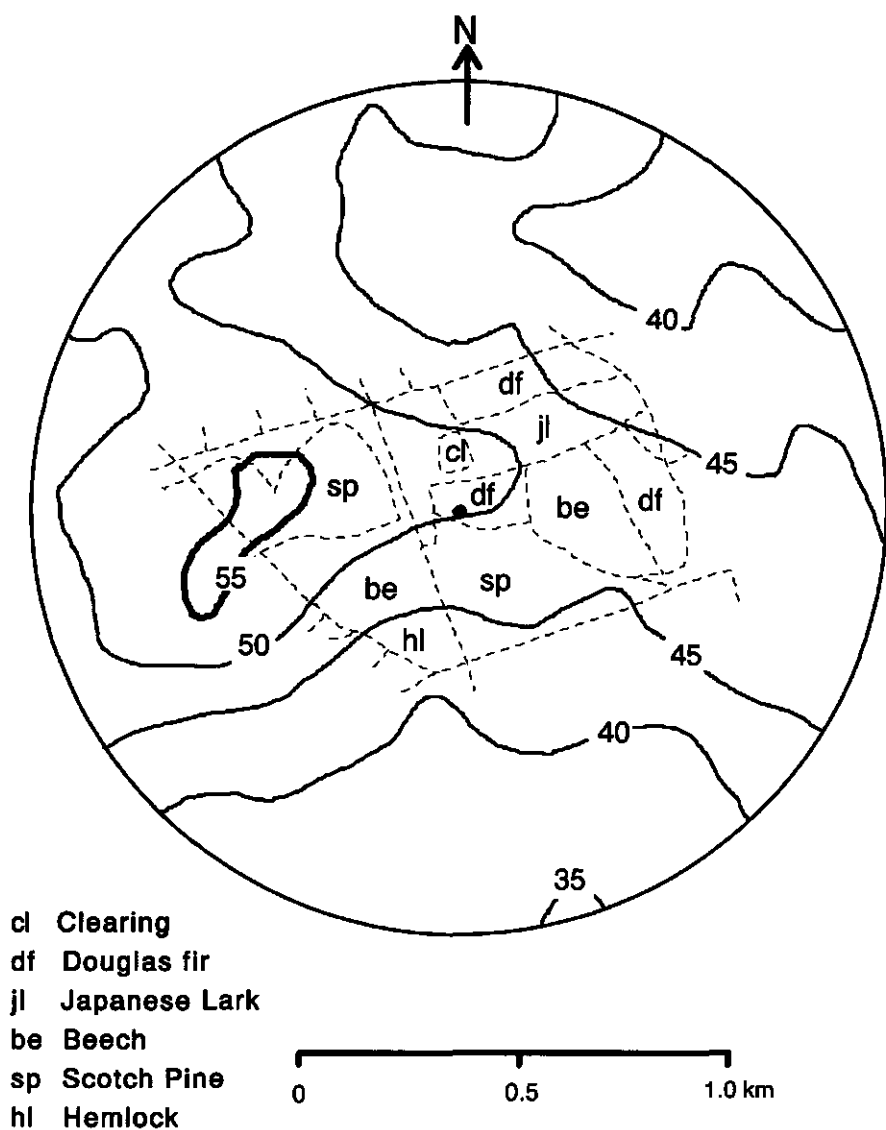 N
40
df
jl
45
cl
sp
df
be
df
55
be
sp
50
hl
45
40
35
cl Clearing
df Douglas fir
jl Japanese Lark
be Beech
sp Scotch Pine
hl Hemlock
0 0.5 1.0 km